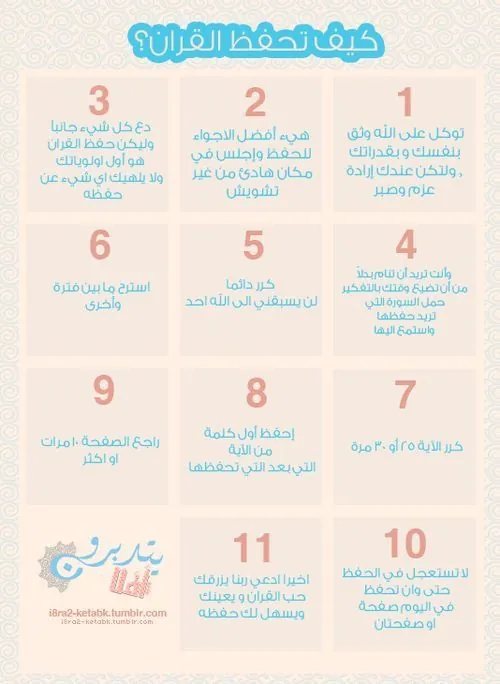 كيف تحفظ القران؟
1
توكل على الله وثق
بنفسك و بقدراتك
, ولتكن عندك إرادة
عزم وصبر
2
هيء أفضل الاجواء
للحفظ وإجلس في
مكان هادئ من غير
تشويش
3
دع كل شيء جانباً
وليكن حفظ القران
هو أول اولوياتك
ولا يلهيك اي شيء عن
حفظه
4
وأنت تريد أن تنام بدلاً
من أن تضيع وقتك بالتفكير
حمل السورة التي
تريد حفظها
واستمع اليها
5
كرر دائما
لن يسبقني الى الله احد
6
استرح ما بين فترة
وأخرى
7
كرر الآية ٢٥ أو ٣٠ مرة
8
إحفظ أول كلمة
من الآية
التي بعد التي تحفظها
9
راجع الصفحة ١٠ مرات
او اكثر
10
لا تستعجل في الحفظ
حتى وان تحفظ
في اليوم صفحة
او صفحتان
11
اخيرا ادعي ربنا يرزقك
حب القران و يعينك
ويسهل لك حفظه
أفلا
يتدبرون
i8ra2-ketabk.tumblr.com
i8ra2-ketabk.tumblr.com